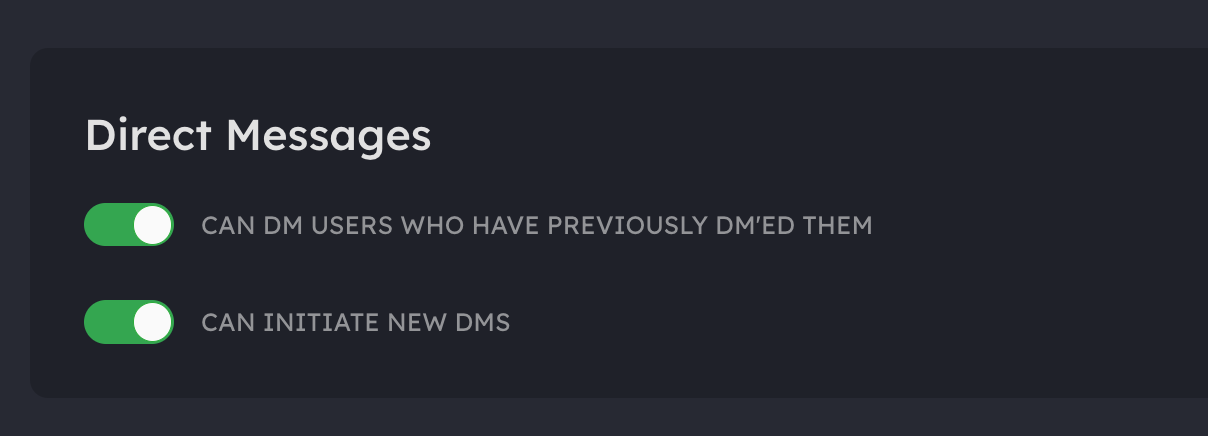 Direct Messages
CAN DM USERS WHO HAVE PREVIOUSLY DM'ED THEM
CAN INITIATE NEW DMS